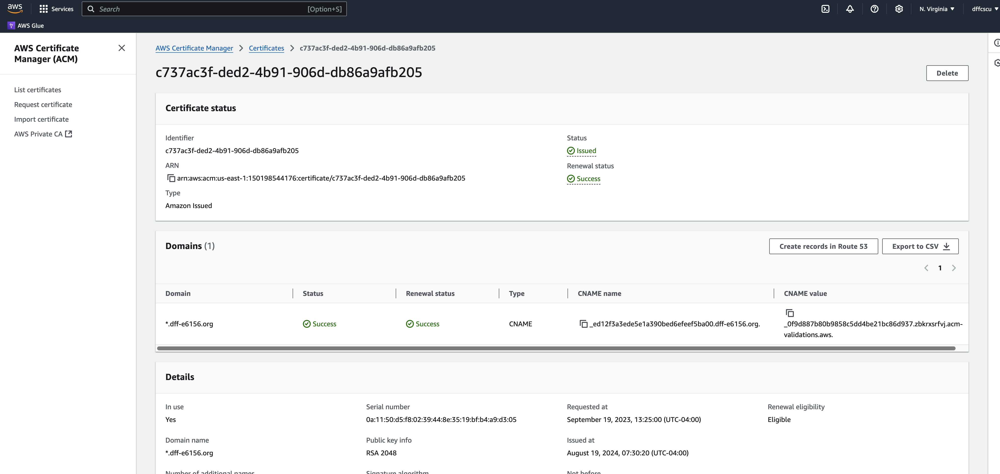 aws
Services
Search
[Option+S]
N. Virginia
dffcscu
AWS Glue
AWS Certificate
Manager (ACM)
List certificates
Request certificate
Import certificate
AWS Private CA
AWS Certificate Manager > Certificates > c737ac3f-ded2-4b91-906d-db86a9afb205
c737ac3f-ded2-4b91-906d-db86a9afb205
Delete
Certificate status
Identifier
c737ac3f-ded2-4b91-906d-db86a9afb205
ARN
arn:aws:acm:us-east-1:150198544176:certificate/c737ac3f-ded2-4b91-906d-db86a9afb205
Type
Amazon Issued
Status
Issued
Renewal status
Success
Domains (1)
Create records in Route 53
Export to CSV
1
Domain Status Renewal status Type CNAME name CNAME value
*.dff-e6156.org Success Success CNAME _ed12f3a3ede5e1a390bed6efeef5ba00.dff-e6156.org. _0f9d887b80b9858c5dd4be21bc86d937.zbkrxsrfvj.acm-
validations.aws.
Details
In use
Yes
Serial number
0a:11:50:d5:f8:02:39:44:8e:35:19:bf:b4:a9:d3:05
Requested at
September 19, 2023, 13:25:00 (UTC-04:00)
Renewal eligibility
Eligible
Domain name
*.dff-e6156.org
Public key info
RSA 2048
Issued at
August 19, 2024, 07:30:20 (UTC-04:00)
Number of additional names
Signature algorithm
Not before